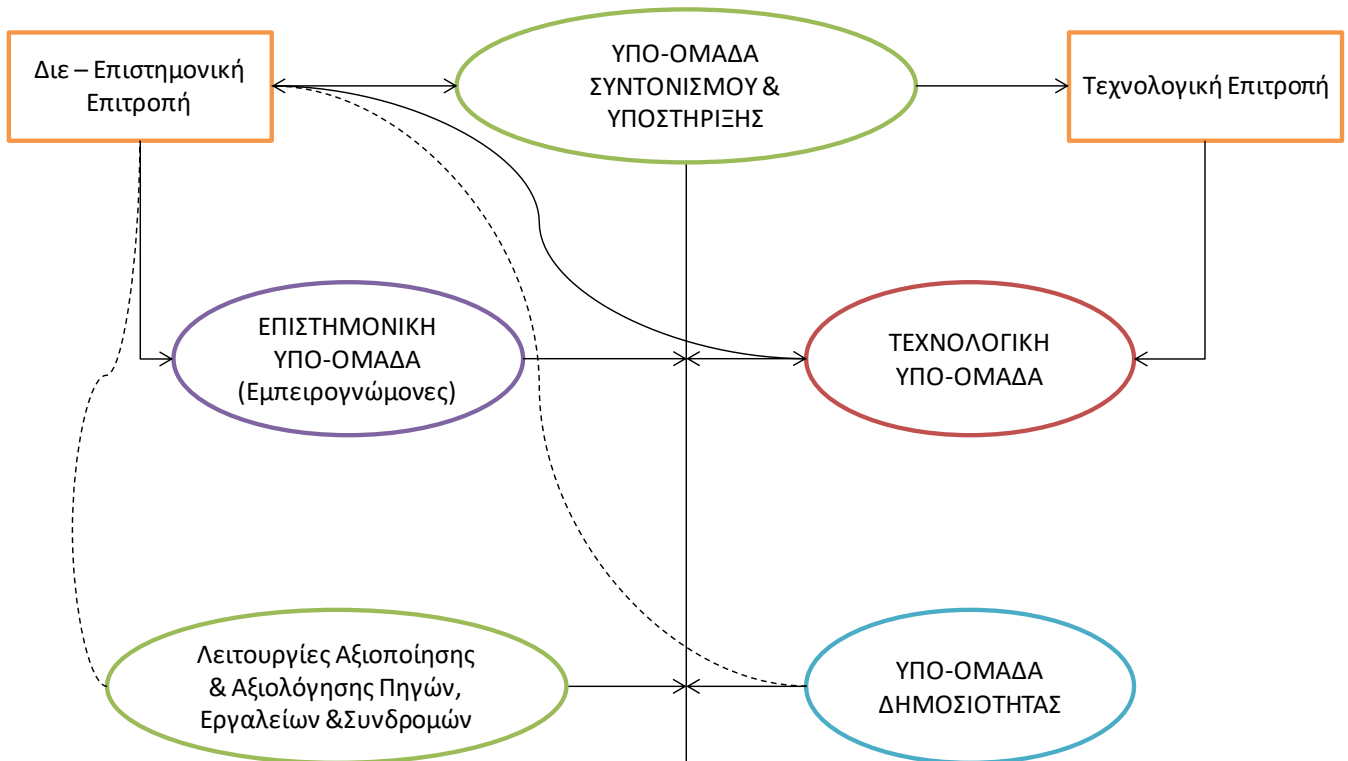 Διε – Επιστημονική
Επιτροπή
ΥΠΟ-ΟΜΑΔΑ
ΣΥΝΤΟΝΙΣΜΟΥ &
ΥΠΟΣΤΗΡΙΞΗΣ
Τεχνολογική Επιτροπή
ΕΠΙΣΤΗΜΟΝΙΚΗ
ΥΠΟ-ΟΜΑΔΑ
(Εμπειρογνώμονες)
ΤΕΧΝΟΛΟΓΙΚΗ
ΥΠΟ-ΟΜΑΔΑ
Λειτουργίες Αξιοποίησης
& Αξιολόγησης Πηγών,
Εργαλείων &Συνδρομών
ΥΠΟ-ΟΜΑΔΑ
ΔΗΜΟΣΙΟΤΗΤΑΣ